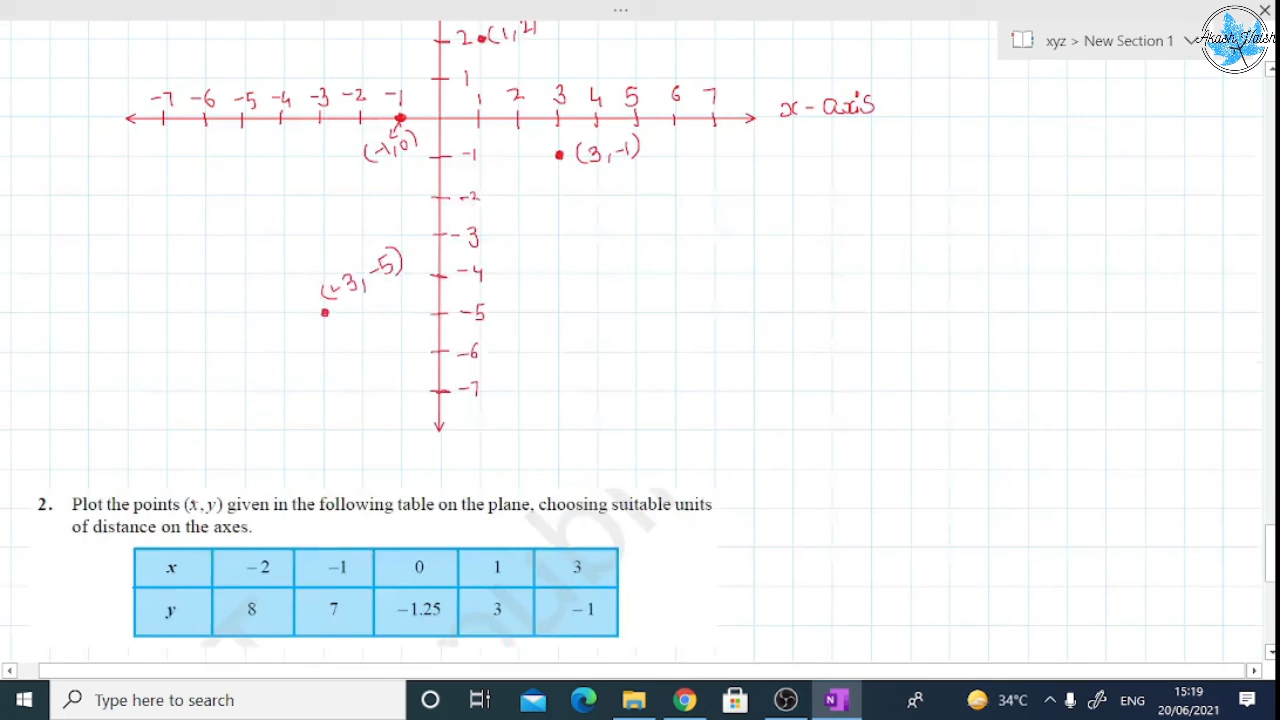 xyz > New Section 1
2 (1,2)
1
-7 -6 -5 -4 -3 -2 -1 1 2 3 4 5 6 7 x - axis
(-1,0)
-1
(3,-1)
-2
-3
(-3,-5)
-4
-5
-6
-7
2. Plot the points (x, y) given in the following table on the plane, choosing suitable units
of distance on the axes.
x -2 -1 0 1 3
y 8 7 -1.25 3 -1
Type here to search
34°C
ENG
15:19
20/06/2021